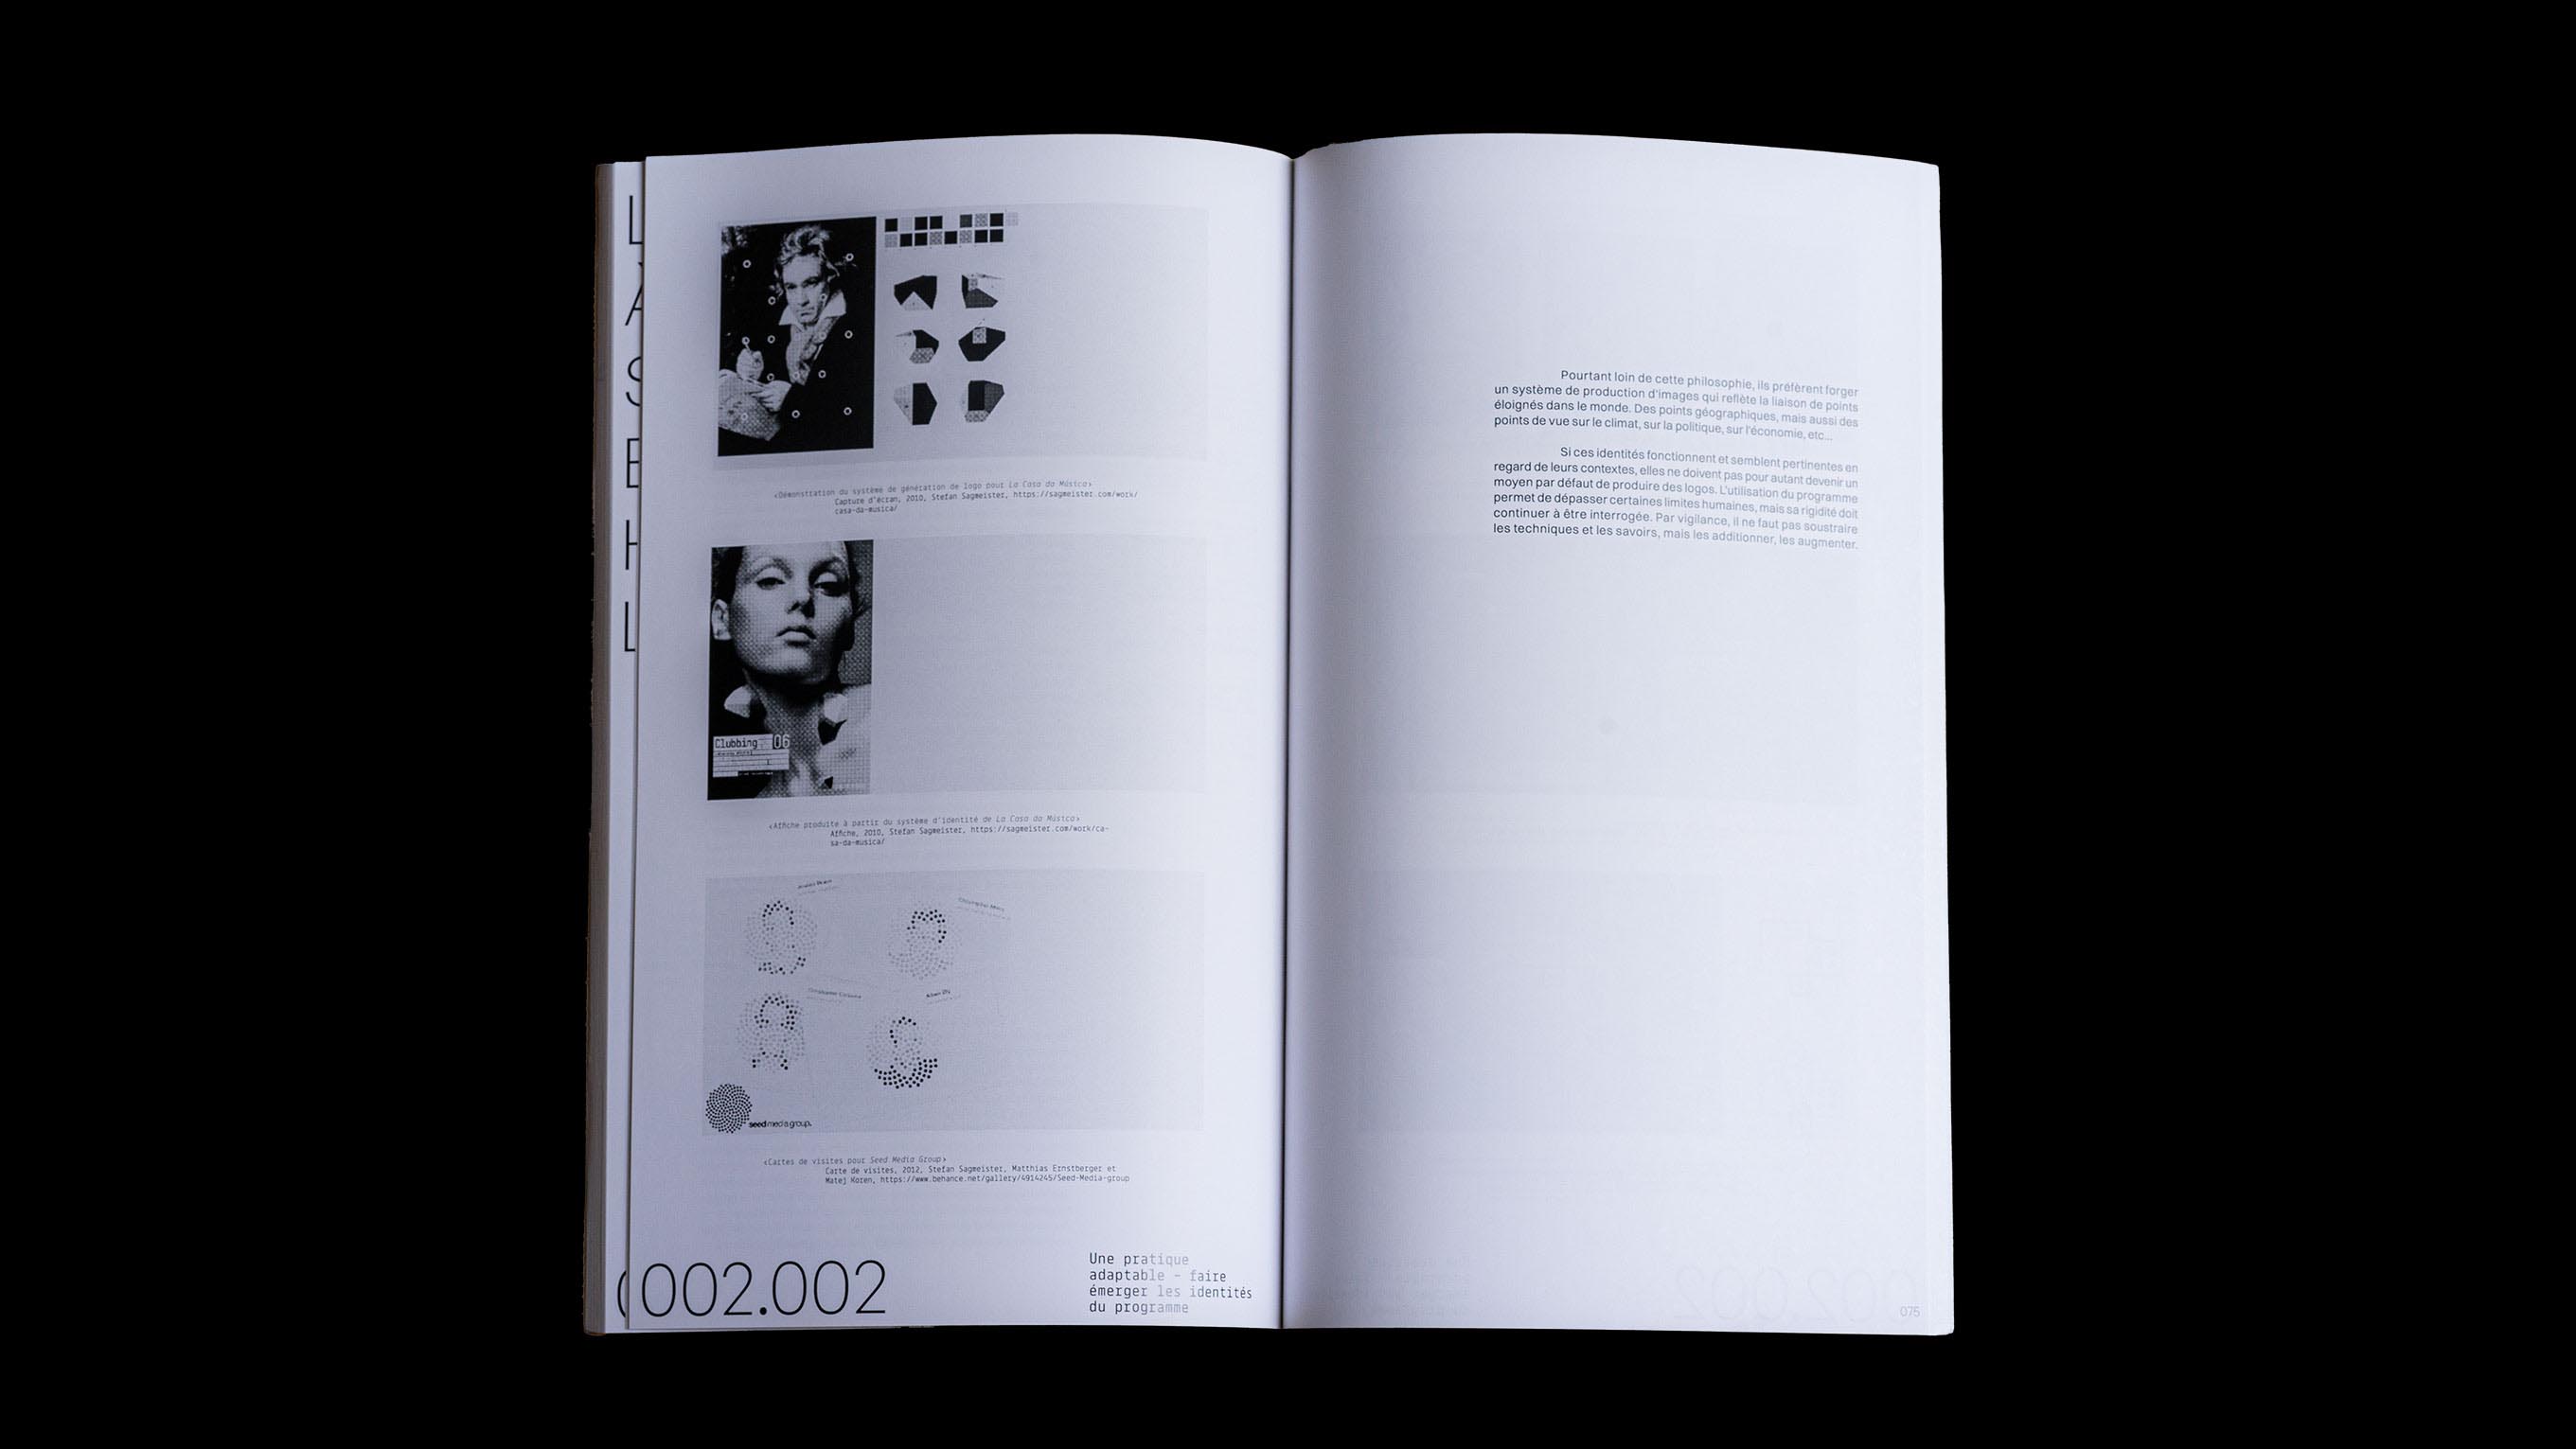 L
À
S
E
H
L
‹Démonstration du système de génération de logo pour La Casa da Música›
Capture d'écran, 2010, Stefan Sagmeister, https://sagmeister.com/work/
casa-da-musica/
Clubbing 06
‹Affiche produite à partir du système d'identité de La Casa da Música›
Affiche, 2010, Stefan Sagmeister, https://sagmeister.com/work/ca-
sa-da-musica/
seedmediagroup.
‹Cartes de visites pour Seed Media Group›
Carte de visites, 2012, Stefan Sagmeister, Matthias Ernstberger et
Matej Koren, https://www.behance.net/gallery/4914245/Seed-Media-group
002.002
Une pratique
adaptable – faire
émerger les identités
du programme
Pourtant loin de cette philosophie, ils préfèrent forger
un système de production d'images qui reflète la liaison de points
éloignés dans le monde. Des points géographiques, mais aussi des
points de vue sur le climat, sur la politique, sur l'économie, etc...
Si ces identités fonctionnent et semblent pertinentes en
regard de leurs contextes, elles ne doivent pas pour autant devenir un
moyen par défaut de produire des logos. L'utilisation du programme
permet de dépasser certaines limites humaines, mais sa rigidité doit
continuer à être interrogée. Par vigilance, il ne faut pas soustraire
les techniques et les savoirs, mais les additionner, les augmenter.
075